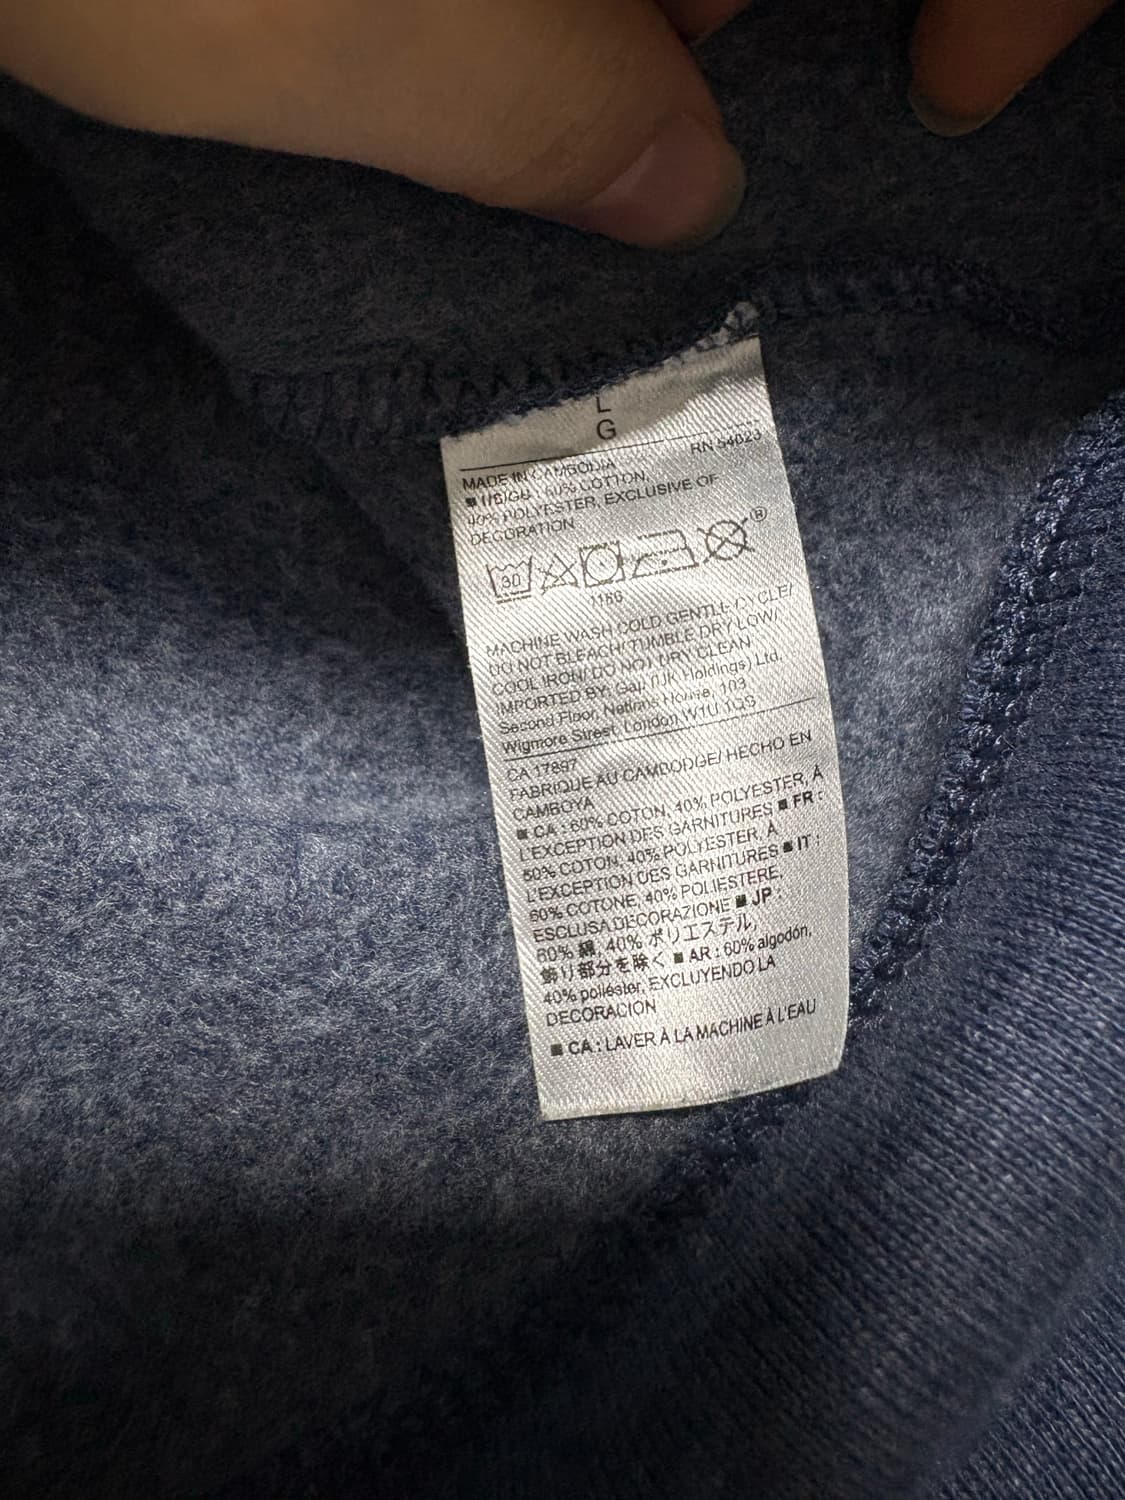 L
G
RN 54023
MADE IN CAMBODIA
■ US/GB : 60% COTTON,
40% POLYESTER, EXCLUSIVE OF
DECORATION
30
®
MACHINE WASH COLD GENTLE CYCLE/
DO NOT BLEACH/ TUMBLE DRY LOW/
COOL IRON/ DO NOT DRY CLEAN
IMPORTED BY: Gap (UK Holdings) Ltd.
Second Floor, Nations House, 103
Wigmore Street, London W1U 1QS
CA 17897
FABRIQUE AU CAMBODGE/ HECHO EN
CAMBOYA
■ CA : 60% COTON, 40% POLYESTER, À
L'EXCEPTION DES GARNITURES ■ FR :
60% COTON, 40% POLYESTER, À
L'EXCEPTION DES GARNITURES ■ IT :
60% COTONE, 40% POLIESTERE,
ESCLUSA DECORAZIONE ■ JP :
60% 綿, 40% ポリエステル,
飾り部分を除く ■ AR : 60% algodón,
40% poliéster, EXCLUYENDO LA
DECORACION
■ CA : LAVER À LA MACHINE À L'EAU